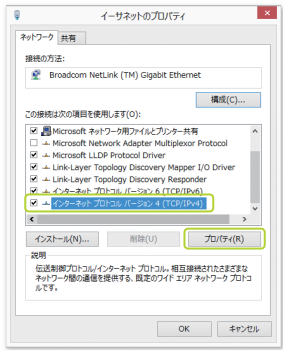 イーサネットのプロパティ
ネットワーク 共有
接続の方法:
Broadcom NetLink (TM) Gigabit Ethernet
構成(C)...
この接続は次の項目を使用します(O):
Microsoft ネットワーク用ファイルとプリンター共有
Microsoft Network Adapter Multiplexor Protocol
Microsoft LLDP Protocol Driver
Link-Layer Topology Discovery Mapper I/O Driver
Link-Layer Topology Discovery Responder
インターネット プロトコル バージョン 6 (TCP/IPv6)
インターネット プロトコル バージョン 4 (TCP/IPv4)
インストール(N)... 削除(U) プロパティ(R)
説明
伝送制御プロトコル/インターネット プロトコル。相互接続されたさまざまな
ネットワーク間の通信を提供する、既定のワイド エリア ネットワーク プロトコ
ルです。
OK キャンセル